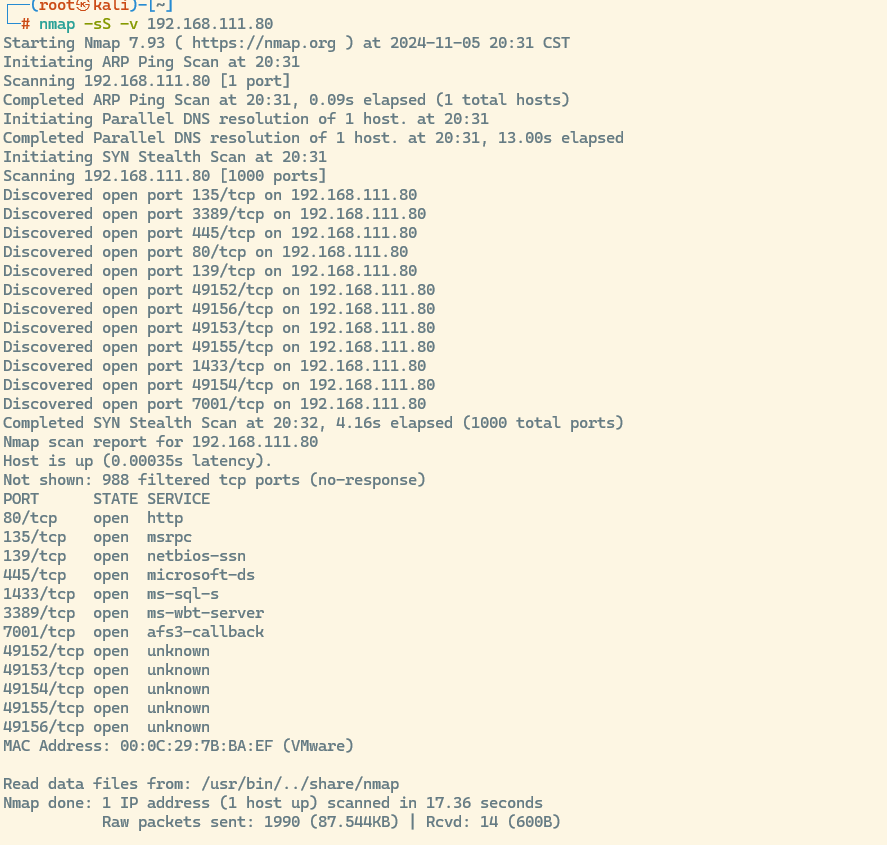 ┌──(root㉿kali)-[~]
└─# nmap -sS -v 192.168.111.80
Starting Nmap 7.93 ( https://nmap.org ) at 2024-11-05 20:31 CST
Initiating ARP Ping Scan at 20:31
Scanning 192.168.111.80 [1 port]
Completed ARP Ping Scan at 20:31, 0.09s elapsed (1 total hosts)
Initiating Parallel DNS resolution of 1 host. at 20:31
Completed Parallel DNS resolution of 1 host. at 20:31, 13.00s elapsed
Initiating SYN Stealth Scan at 20:31
Scanning 192.168.111.80 [1000 ports]
Discovered open port 135/tcp on 192.168.111.80
Discovered open port 3389/tcp on 192.168.111.80
Discovered open port 445/tcp on 192.168.111.80
Discovered open port 80/tcp on 192.168.111.80
Discovered open port 139/tcp on 192.168.111.80
Discovered open port 49152/tcp on 192.168.111.80
Discovered open port 49156/tcp on 192.168.111.80
Discovered open port 49153/tcp on 192.168.111.80
Discovered open port 49155/tcp on 192.168.111.80
Discovered open port 1433/tcp on 192.168.111.80
Discovered open port 49154/tcp on 192.168.111.80
Discovered open port 7001/tcp on 192.168.111.80
Completed SYN Stealth Scan at 20:32, 4.16s elapsed (1000 total ports)
Nmap scan report for 192.168.111.80
Host is up (0.00035s latency).
Not shown: 988 filtered tcp ports (no-response)
PORT      STATE SERVICE
80/tcp    open  http
135/tcp   open  msrpc
139/tcp   open  netbios-ssn
445/tcp   open  microsoft-ds
1433/tcp  open  ms-sql-s
3389/tcp  open  ms-wbt-server
7001/tcp  open  afs3-callback
49152/tcp open  unknown
49153/tcp open  unknown
49154/tcp open  unknown
49155/tcp open  unknown
49156/tcp open  unknown
MAC Address: 00:0C:29:7B:BA:EF (VMware)

Read data files from: /usr/bin/../share/nmap
Nmap done: 1 IP address (1 host up) scanned in 17.36 seconds
           Raw packets sent: 1990 (87.544KB) | Rcvd: 14 (600B)